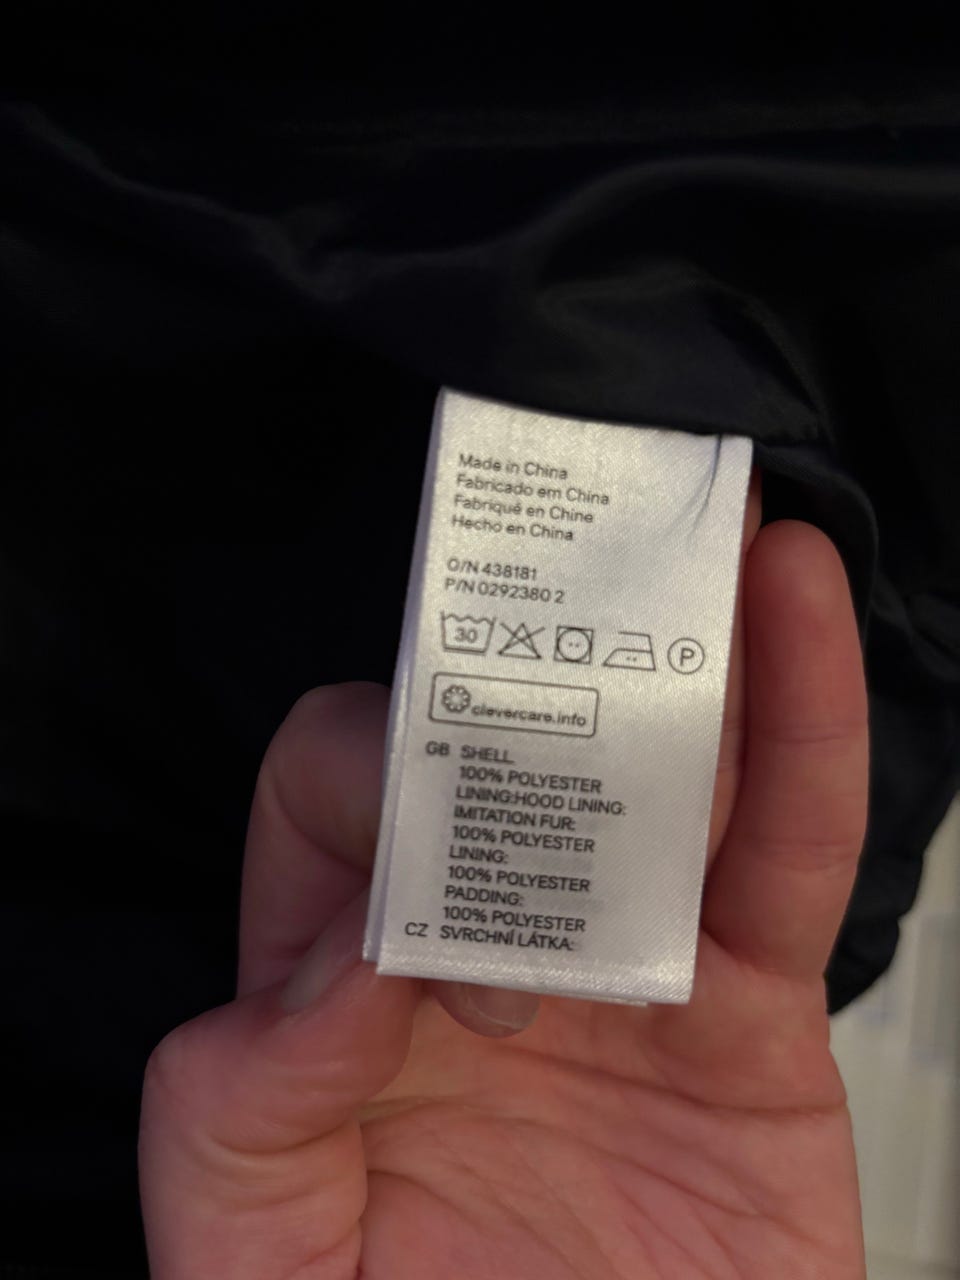 Made in China
Fabricado em China
Fabriqué en Chine
Hecho en China
O/N 438181
P/N 0292380 2
30 P
clevercare.info
GB SHELL
100% POLYESTER
LINING:HOOD LINING:
IMITATION FUR:
100% POLYESTER
LINING:
100% POLYESTER
PADDING:
100% POLYESTER
CZ SVRCHNÍ LÁTKA: